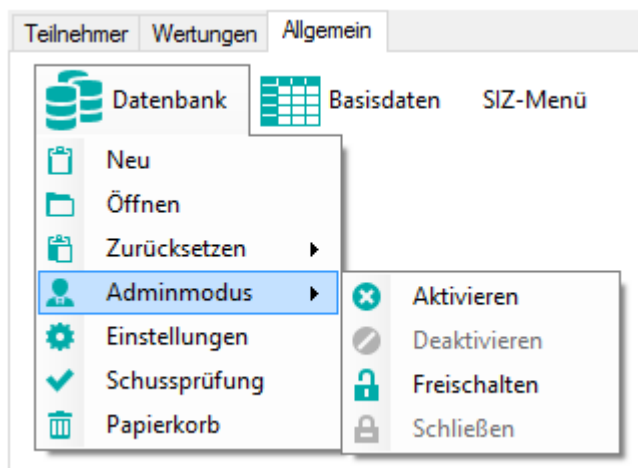 Teilnehmer Wertungen Allgemein
Datenbank Basisdaten SIZ-Menü
Neu
Öffnen
Zurücksetzen
Adminmodus
Einstellungen
Schussprüfung
Papierkorb
Aktivieren
Deaktivieren
Freischalten
Schließen